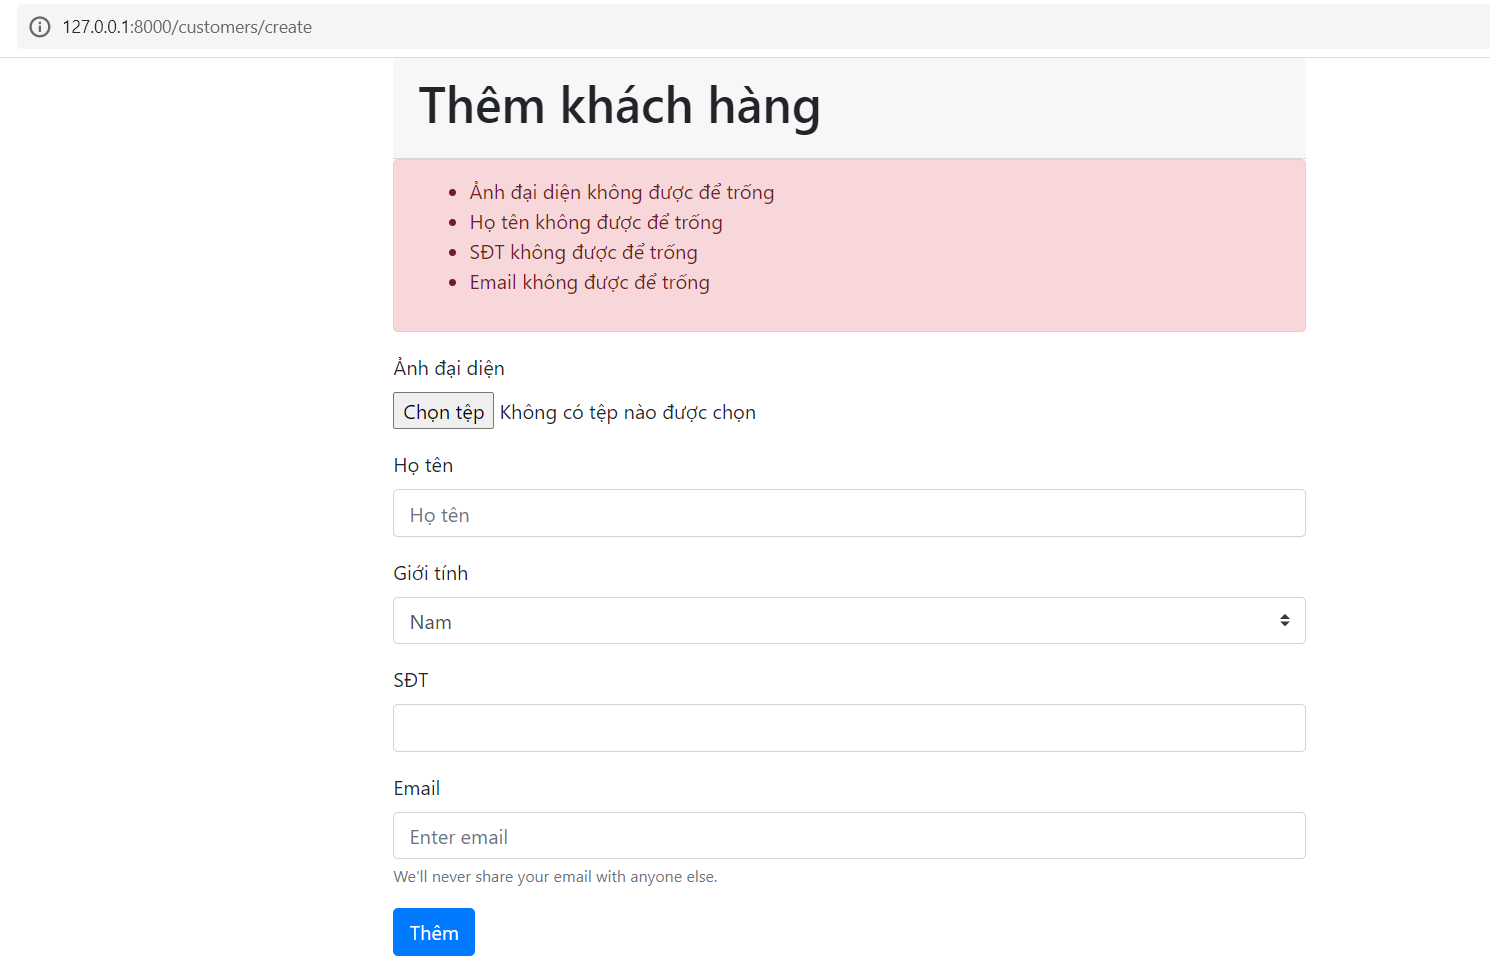 127.0.0.1:8000/customers/create
Thêm khách hàng
Ảnh đại diện không được để trống
Họ tên không được để trống
SĐT không được để trống
Email không được để trống
Ảnh đại diện
Chọn tệp Không có tệp nào được chọn
Họ tên
Họ tên
Giới tính
Nam
SĐT
Email
Enter email
We'll never share your email with anyone else.
Thêm